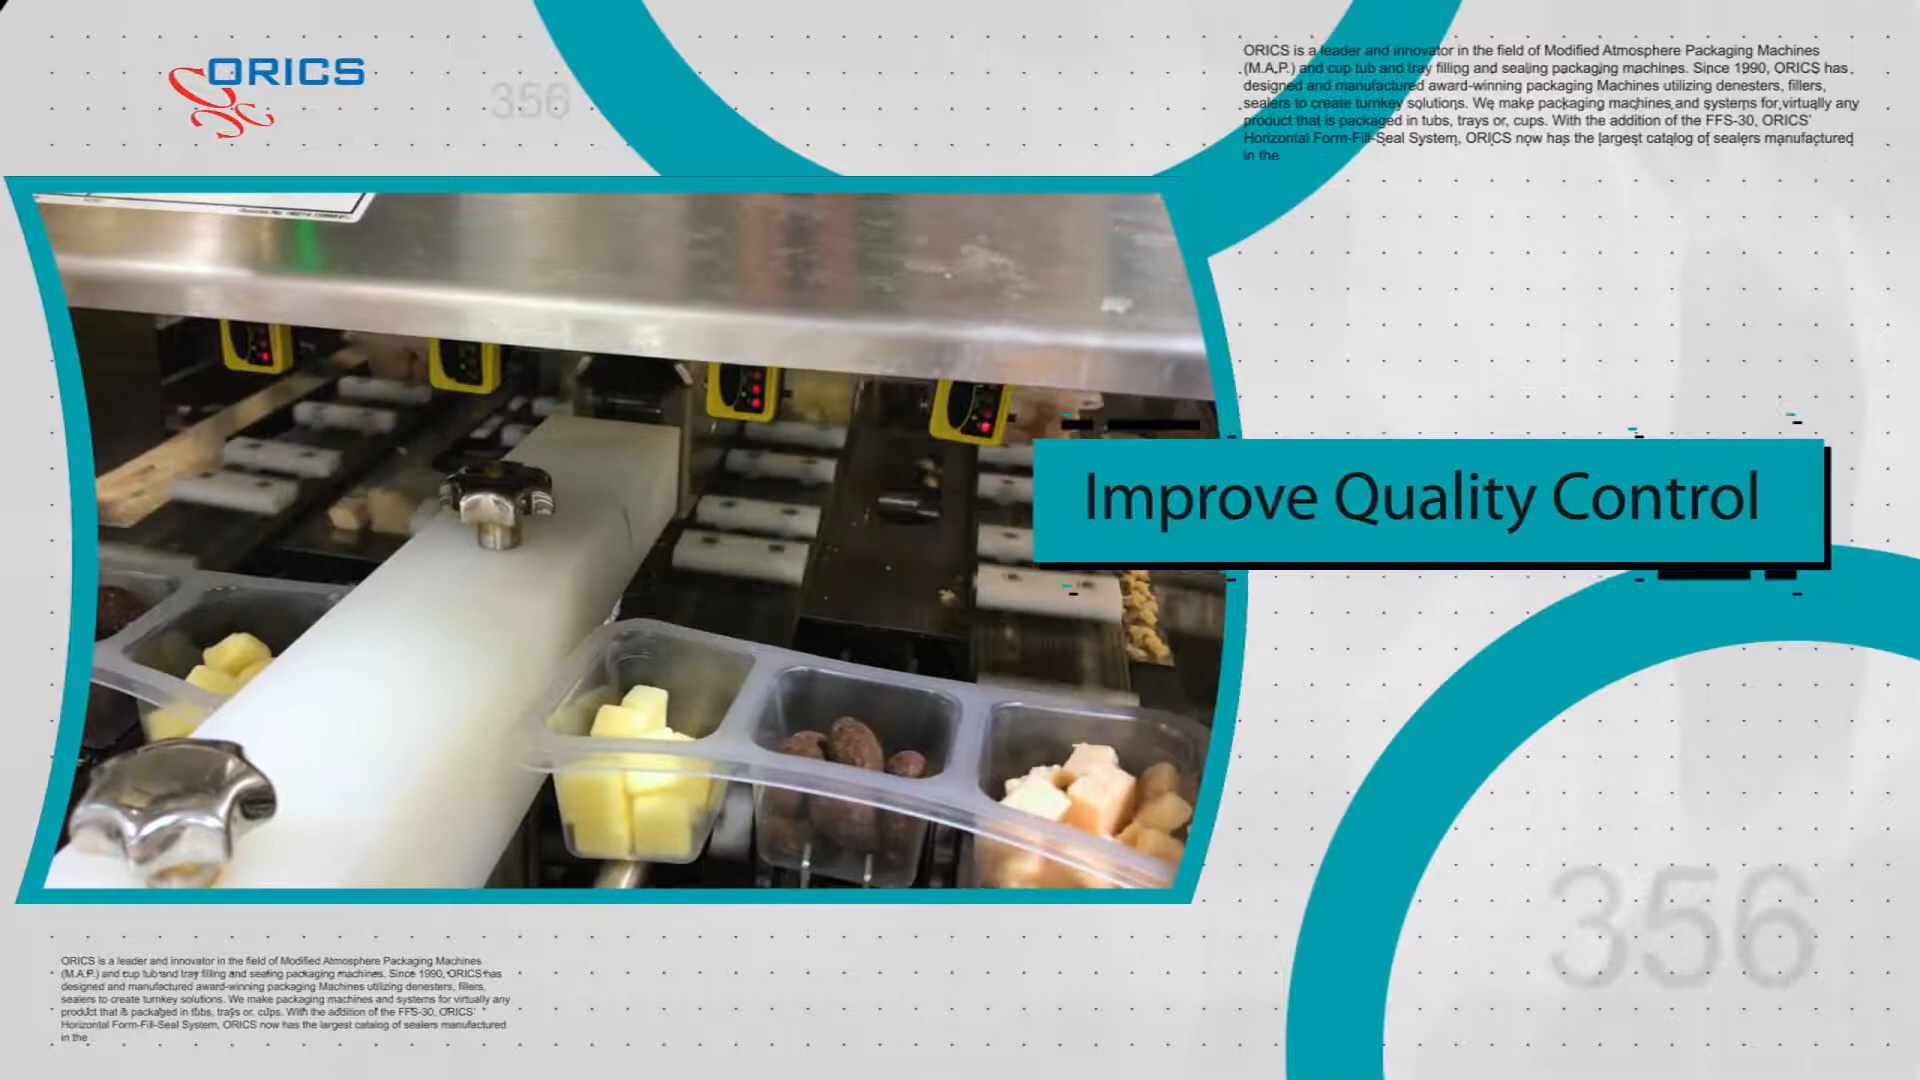 ORICS
356
ORICS is a leader and innovator in the field of Modified Atmosphere Packaging Machines
(M.A.P.) and cup tub and tray filling and sealing packaging machines. Since 1990, ORICS has
designed and manufactured award-winning packaging Machines utilizing denesters, fillers,
sealers to create turnkey solutions. We make packaging machines and systems for virtually any
product that is packaged in tubs, trays or, cups. With the addition of the FFS-30, ORICS'
Horizontal Form-Fill-Seal System, ORICS now has the largest catalog of sealers manufactured
in the
Improve Quality Control
356
ORICS is a leader and innovator in the field of Modified Atmosphere Packaging Machines
(M.A.P.) and cup tub and tray filling and sealing packaging machines. Since 1990, ORICS has
designed and manufactured award-winning packaging Machines utilizing denesters, fillers,
sealers to create turnkey solutions. We make packaging machines and systems for virtually any
product that is packaged in tubs, trays or, cups. With the addition of the FFS-30, ORICS'
Horizontal Form-Fill-Seal System, ORICS now has the largest catalog of sealers manufactured
in the